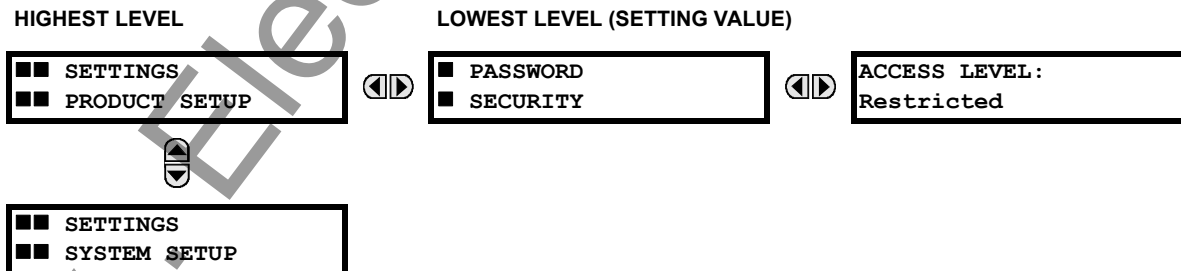 HIGHEST LEVEL
LOWEST LEVEL (SETTING VALUE)
■■ SETTINGS
■■ PRODUCT SETUP
■ PASSWORD
■ SECURITY
ACCESS LEVEL:
Restricted
■■ SETTINGS
■■ SYSTEM SETUP